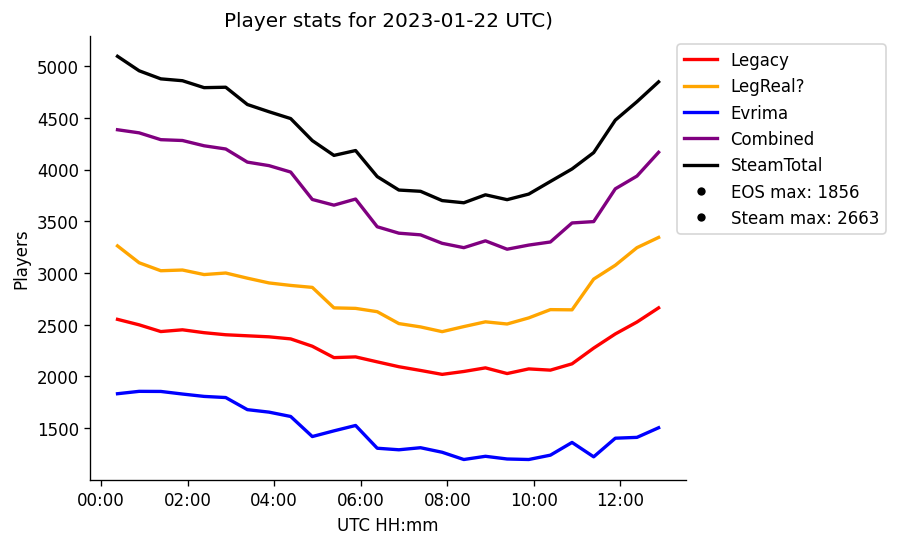 Player stats for 2023-01-22 UTC)
Players
5000
4500
4000
3500
3000
2500
2000
1500
00:00 02:00 04:00 06:00 08:00 10:00 12:00
UTC HH:mm
Legacy
LegReal?
Evrima
Combined
SteamTotal
EOS max: 1856
Steam max: 2663